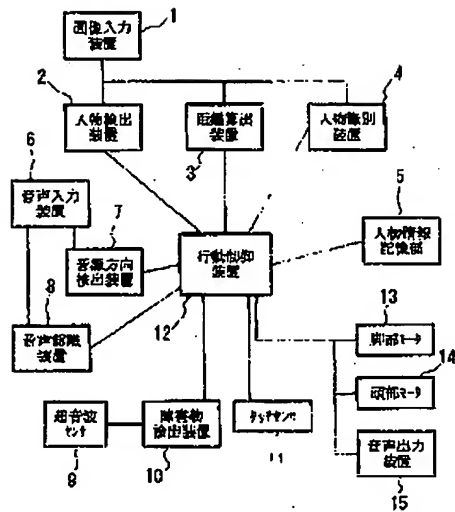 1
画像入力
装置
2
人物検出
装置
距離算出
装置
3
4
人物識別
装置
6
音声入力
装置
7
音源方向
検出装置
5
人物情報
記憶部
行動制御
装置
12
8
音声認識
装置
13
脚部モータ
14
頭部モータ
超音波
センサ
9
障害物
検出装置
10
タッチセンサ
11
音声出力
装置
15